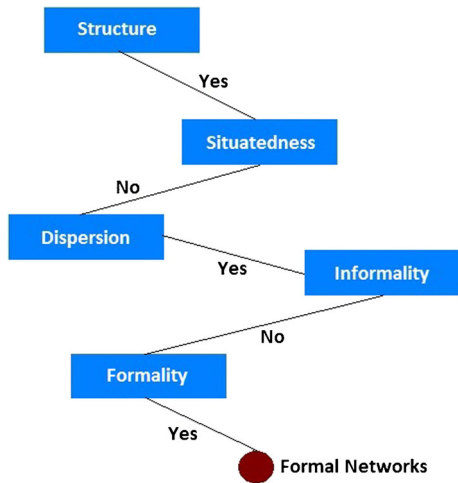 Structure
Yes
Situatedness
No
Dispersion
Yes
Informality
No
Formality
Yes
Formal Networks